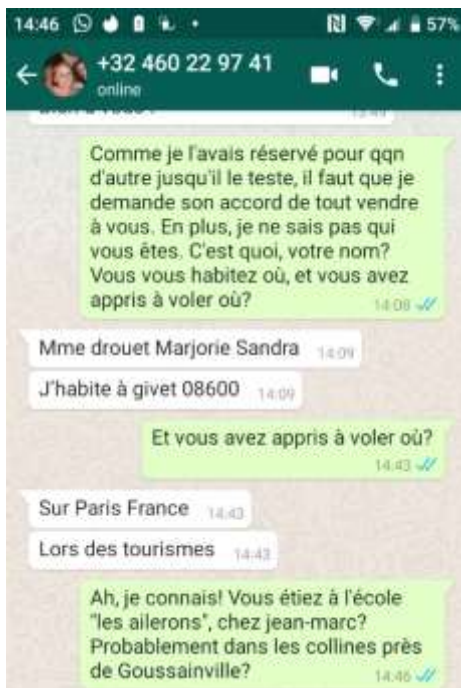 14:46 57%
+32 460 22 97 41
online
Comme je l'avais réservé pour qqn
d'autre jusqu'il le teste, il faut que je
demande son accord de tout vendre
à vous. En plus, je ne sais pas qui
vous êtes. C'est quoi, votre nom?
Vous vous habitez où, et vous avez
appris à voler où?
14:08
Mme drouet Marjorie Sandra 14:09
J'habite à givet 08600 14:09
Et vous avez appris à voler où?
14:43
Sur Paris France 14:43
Lors des tourismes 14:43
Ah, je connais! Vous étiez à l'école
"les ailerons", chez jean-marc?
Probablement dans les collines près
de Goussainville? 14:46